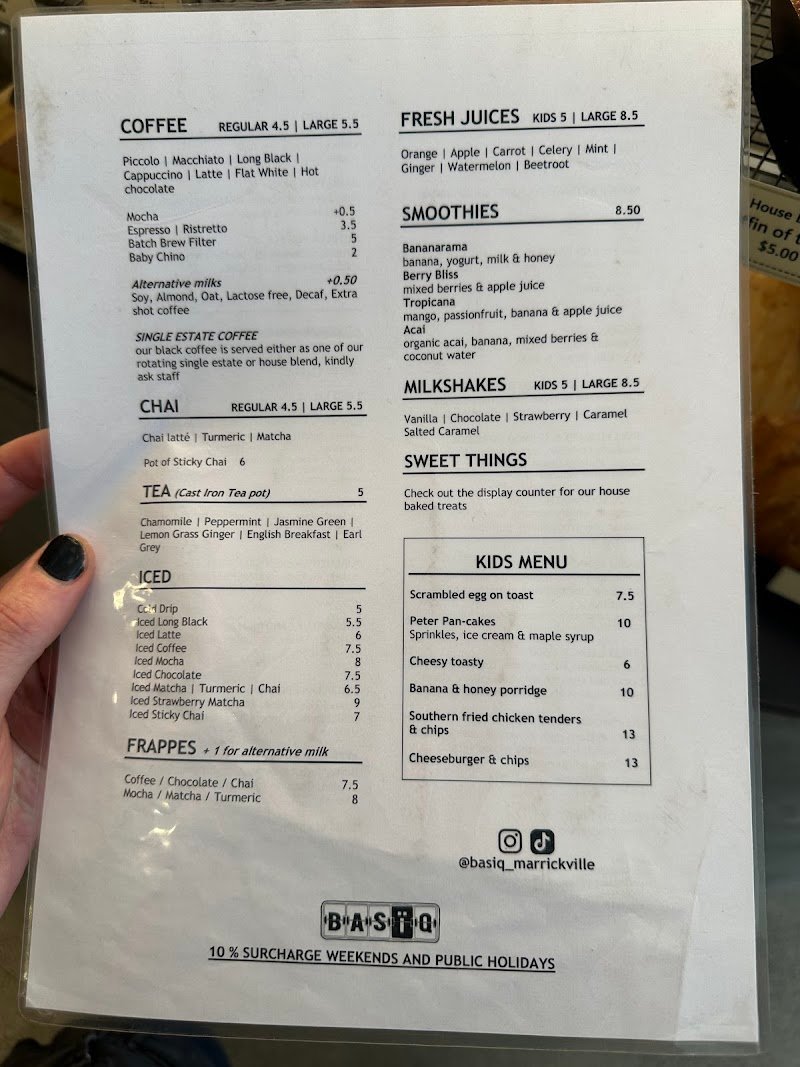 COFFEE REGULAR 4.5 | LARGE 5.5
Piccolo | Macchiato | Long Black |
Cappuccino | Latte | Flat White | Hot
chocolate
Mocha +0.5
Espresso | Ristretto 3.5
Batch Brew Filter 5
Baby Chino 2
Alternative milks +0.50
Soy, Almond, Oat, Lactose free, Decaf, Extra
shot coffee
SINGLE ESTATE COFFEE
our black coffee is served either as one of our
rotating single estate or house blend, kindly
ask staff
CHAI REGULAR 4.5 | LARGE 5.5
Chai latté | Turmeric | Matcha
Pot of Sticky Chai 6
TEA (Cast Iron Tea pot) 5
Chamomile | Peppermint | Jasmine Green |
Lemon Grass Ginger | English Breakfast | Earl
Grey
ICED
Cold Drip 5
Iced Long Black 5.5
Iced Latte 6
Iced Coffee 7.5
Iced Mocha 8
Iced Chocolate 7.5
Iced Matcha | Turmeric | Chai 6.5
Iced Strawberry Matcha 9
Iced Sticky Chai 7
FRAPPES + 1 for alternative milk
Coffee / Chocolate / Chai 7.5
Mocha / Matcha / Turmeric 8
FRESH JUICES KIDS 5 | LARGE 8.5
Orange | Apple | Carrot | Celery | Mint |
Ginger | Watermelon | Beetroot
SMOOTHIES 8.50
Bananarama
banana, yogurt, milk & honey
Berry Bliss
mixed berries & apple juice
Tropicana
mango, passionfruit, banana & apple juice
Acai
organic acai, banana, mixed berries &
coconut water
MILKSHAKES KIDS 5 | LARGE 8.5
Vanilla | Chocolate | Strawberry | Caramel
Salted Caramel
SWEET THINGS
Check out the display counter for our house
baked treats
KIDS MENU
Scrambled egg on toast 7.5
Peter Pan-cakes 10
Sprinkles, ice cream & maple syrup
Cheesy toasty 6
Banana & honey porridge 10
Southern fried chicken tenders
& chips 13
Cheeseburger & chips 13
@basiq_marrickville
BASiQ
10 % SURCHARGE WEEKENDS AND PUBLIC HOLIDAYS
House
fin of
$5.00